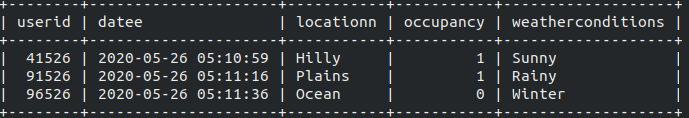 +--------+---------------------+-----------+-----------+-------------------+
| userid | datee               | locationn | occupancy | weatherconditions |
+--------+---------------------+-----------+-----------+-------------------+
|  41526 | 2020-05-26 05:10:59 | Hilly     |         1 | Sunny             |
|  91526 | 2020-05-26 05:11:16 | Plains    |         1 | Rainy             |
|  96526 | 2020-05-26 05:11:36 | Ocean     |         0 | Winter            |
+--------+---------------------+-----------+-----------+-------------------+